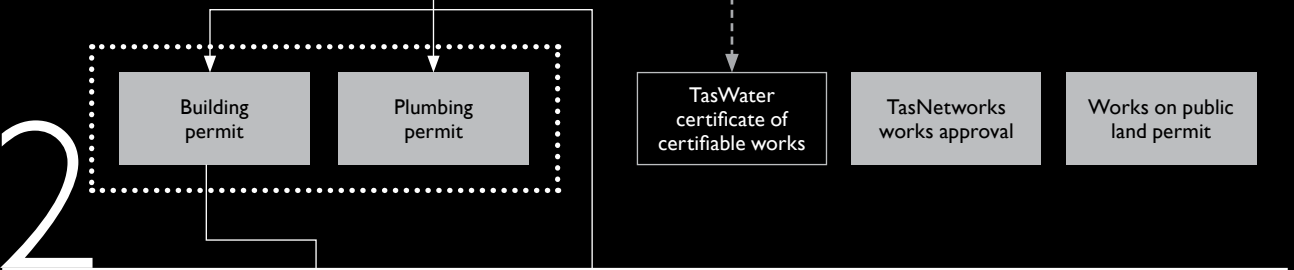 2
Building
permit
Plumbing
permit
TasWater
certificate of
certifiable works
TasNetworks
works approval
Works on public
land permit